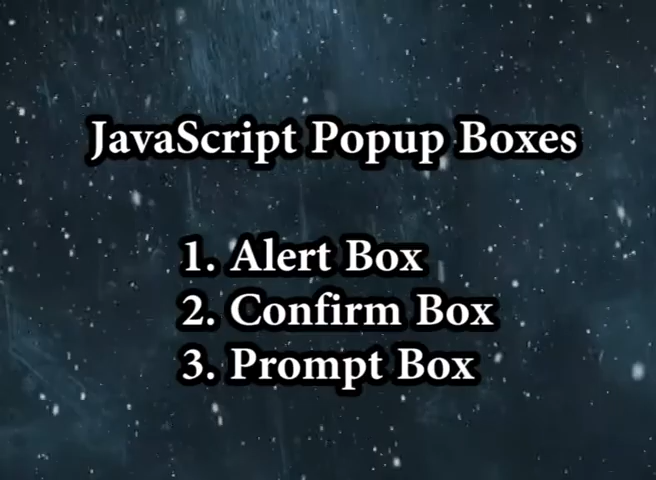 JavaScript Popup Boxes
1. Alert Box
2. Confirm Box
3. Prompt Box